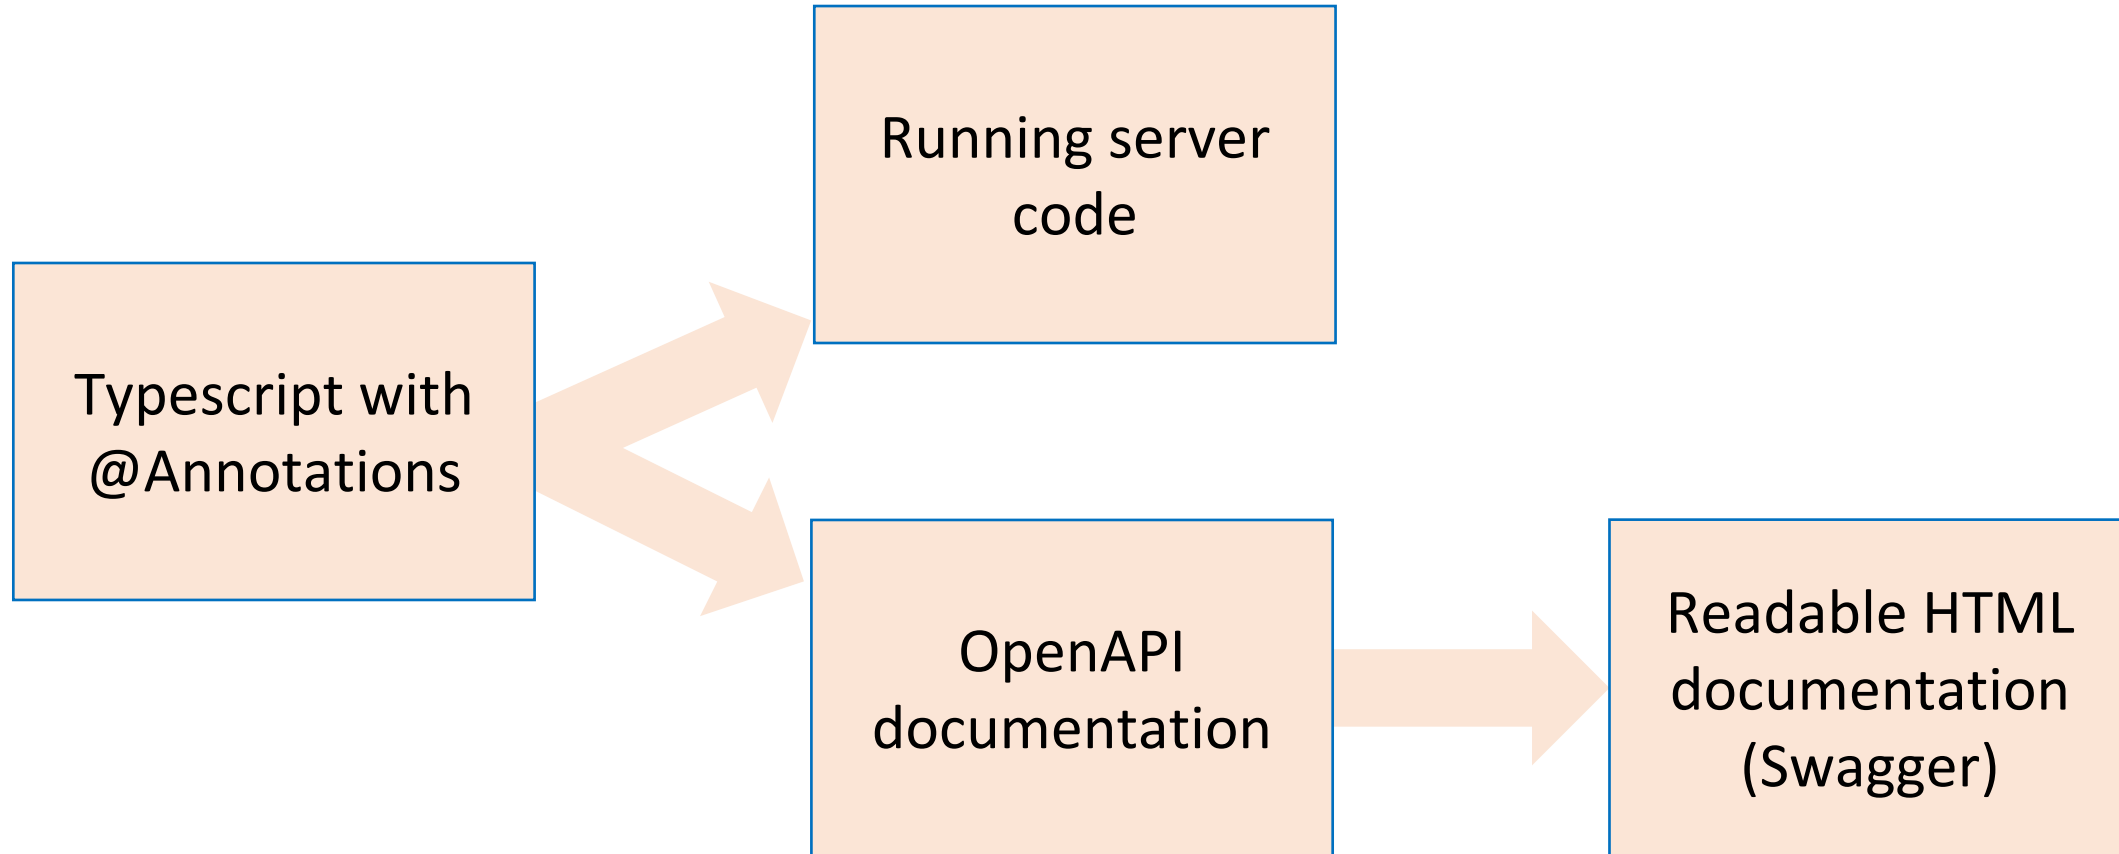 Running server
code
Typescript with
@Annotations
OpenAPI
documentation
Readable HTML
documentation
(Swagger)